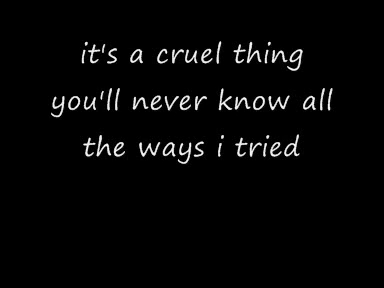 it's a cruel thing
you'll never know all
the ways i tried